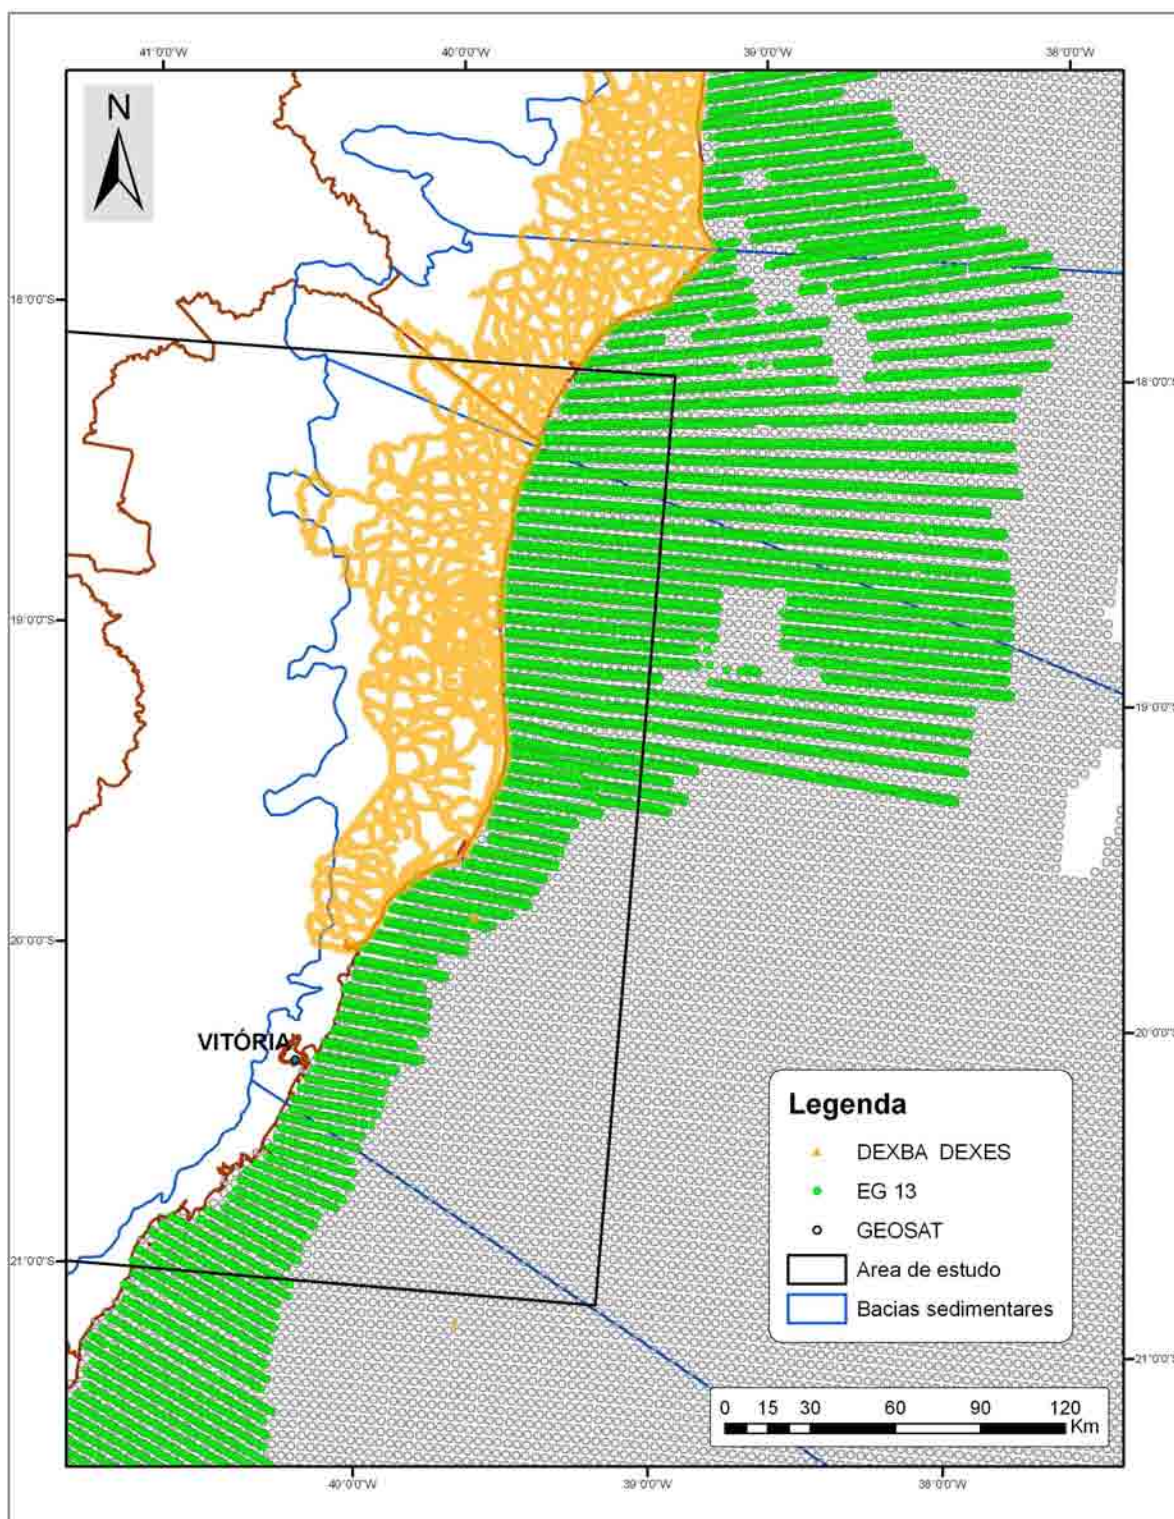 41°0'0"W 40°0'0"W 39°0'0"W 38°0'0"W
N
18°0'0"S
18°0'0"S
19°0'0"S
19°0'0"S
20°0'0"S
20°0'0"S
VITÓRIA
Legenda
DEXBA DEXES
EG 13
GEOSAT
Area de estudo
Bacias sedimentares
21°0'0"S
21°0'0"S
0 15 30 60 90 120
Km
40°0'0"W 39°0'0"W 38°0'0"W